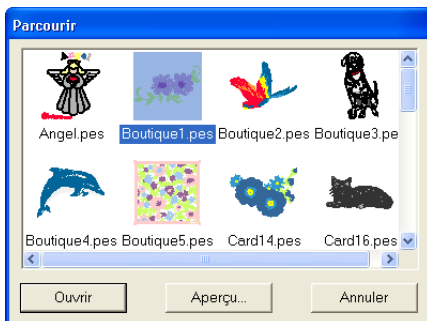 Parcourir
Angel.pes Boutique1.pes Boutique2.pes Boutique3.pe
Boutique4.pes Boutique5.pes Card14.pes Card16.pes
Ouvrir Aperçu... Annuler